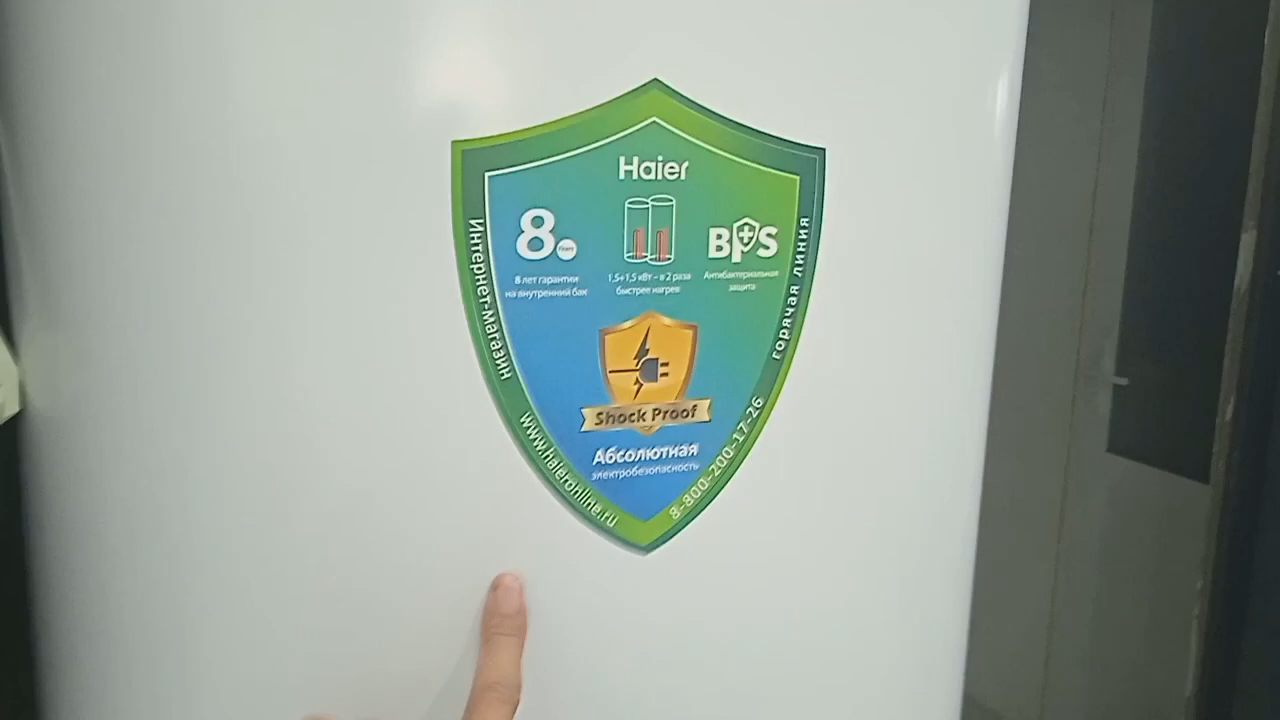 Haier
8 Years
8 лет гарантии
на внутренний бак
1,5+1,5 кВт – в 2 раза
быстрее нагрев
BPS
Антибактериальная
защита
Shock Proof
Абсолютная
электробезопасность
Интернет-магазин
www.haieronline.ru
горячая линия
8-800-200-17-26